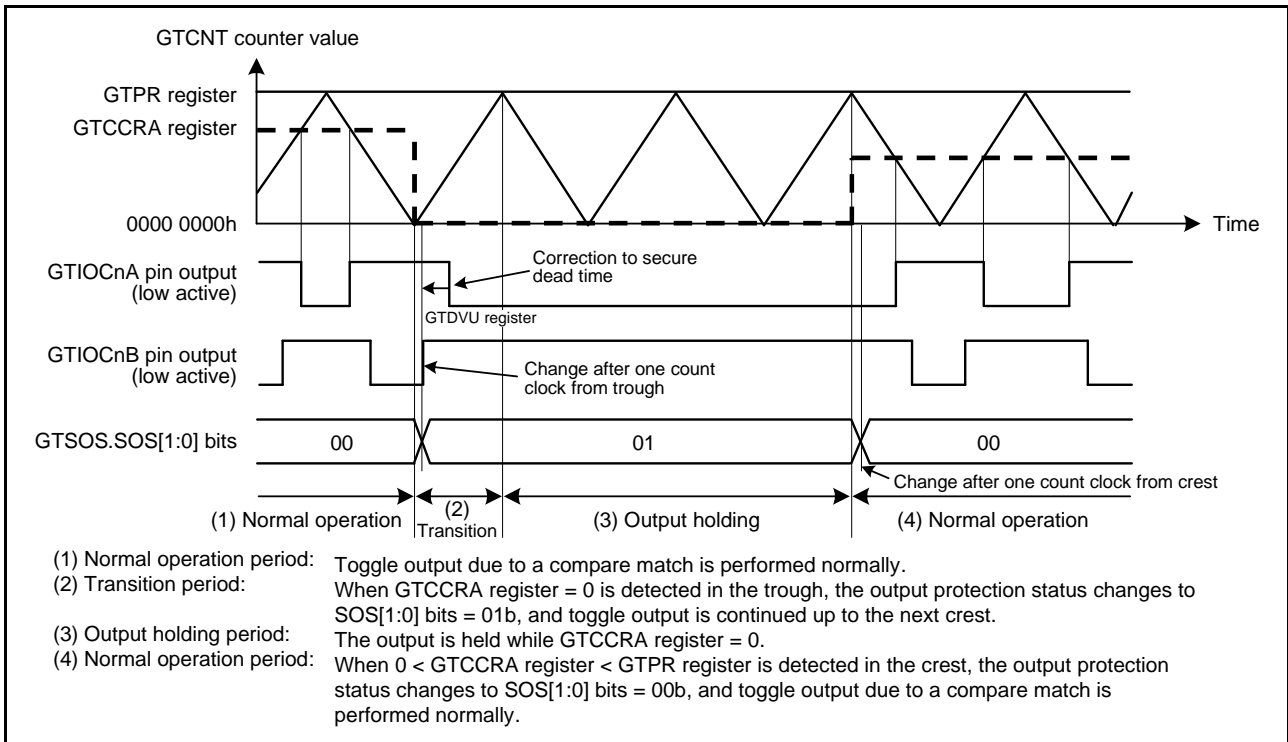 GTCNT counter value
GTPR register
GTCCRA register
0000 0000h
Time
GTIOCnA pin output
(low active)
Correction to secure
dead time
GTDVU register
GTIOCnB pin output
(low active)
Change after one count
clock from trough
GTSOS.SOS[1:0] bits
00
01
00
Change after one count clock from crest
(1) Normal operation
(2)
Transition
(3) Output holding
(4) Normal operation
(1) Normal operation period: Toggle output due to a compare match is performed normally.
(2) Transition period: When GTCCRA register = 0 is detected in the trough, the output protection status changes to
SOS[1:0] bits = 01b, and toggle output is continued up to the next crest.
(3) Output holding period: The output is held while GTCCRA register = 0.
(4) Normal operation period: When 0 < GTCCRA register < GTPR register is detected in the crest, the output protection
status changes to SOS[1:0] bits = 00b, and toggle output due to a compare match is
performed normally.